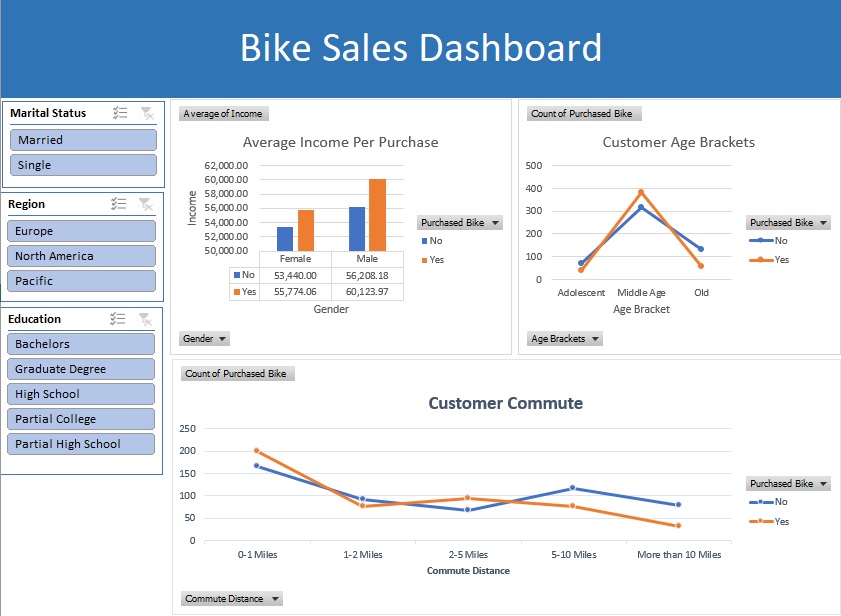 Bike Sales Dashboard
Marital Status
Married
Single
Region
Europe
North America
Pacific
Education
Bachelors
Graduate Degree
High School
Partial College
Partial High School
Average of Income
Average Income Per Purchase
62,000.00
60,000.00
58,000.00
56,000.00
54,000.00
52,000.00
50,000.00
Income
Female Male
No 53,440.00 56,208.18
Yes 55,774.06 60,123.97
Gender
Purchased Bike
No
Yes
Gender
Count of Purchased Bike
Customer Age Brackets
500
400
300
200
100
0
Adolescent Middle Age Old
Age Bracket
Purchased Bike
No
Yes
Age Brackets
Count of Purchased Bike
Customer Commute
250
200
150
100
50
0
0-1 Miles 1-2 Miles 2-5 Miles 5-10 Miles More than 10 Miles
Commute Distance
Purchased Bike
No
Yes
Commute Distance